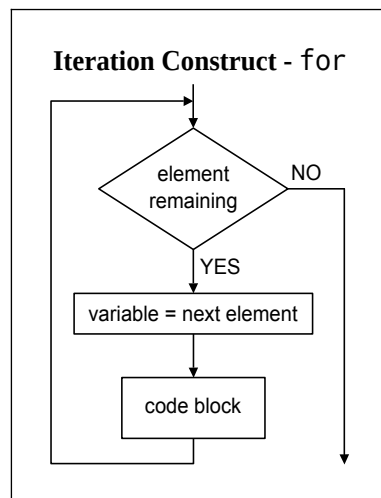 Iteration Construct - for
element
remaining
NO
YES
variable = next element
code block